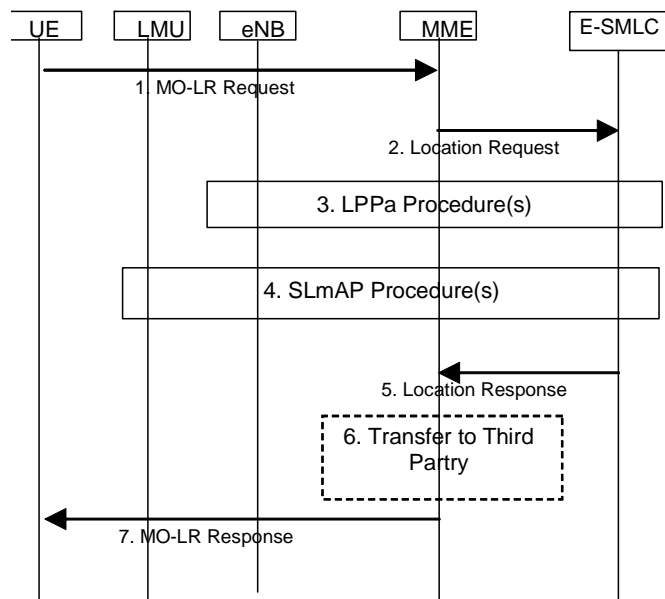 UE LMU eNB MME E-SMLC
1. MO-LR Request
2. Location Request
3. LPPa Procedure(s)
4. SLmAP Procedure(s)
5. Location Response
6. Transfer to Third
Partry
7. MO-LR Response